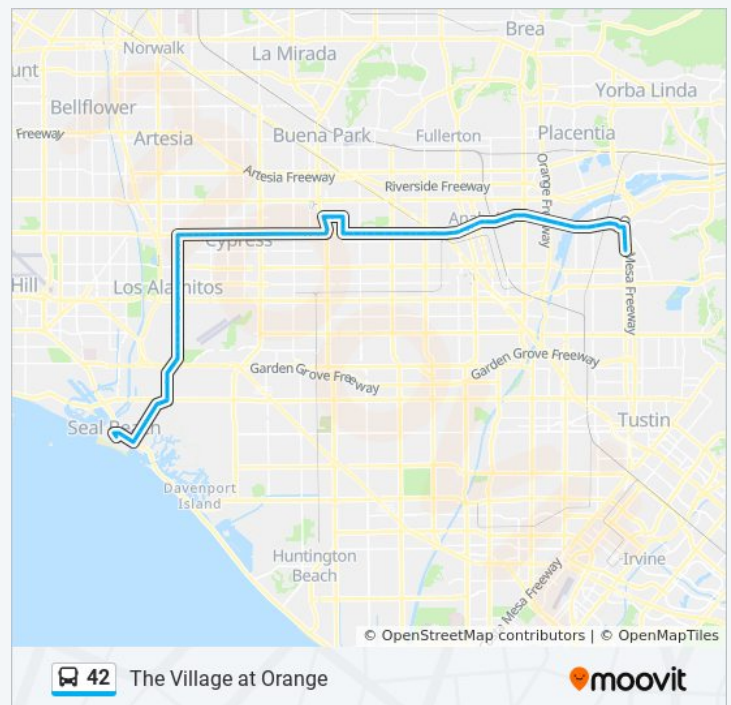 Brea
Norwalk
La Mirada
unt
Yorba Linda
Bellflower
Placentia
Freeway
Artesia
Buena Park
Fullerton
Artesia Freeway
Riverside Freeway
Orange Freeway
Ana
Cypress
Mesa Freeway
Hill
Los Alamitos
Garden Grove Freeway
Garden Grove Freeway
Seal Beach
Tustin
Davenport
Island
Huntington
Beach
Irvine
Mesa Freeway
© OpenStreetMap contributors | © OpenMapTiles
42 The Village at Orange
moovit